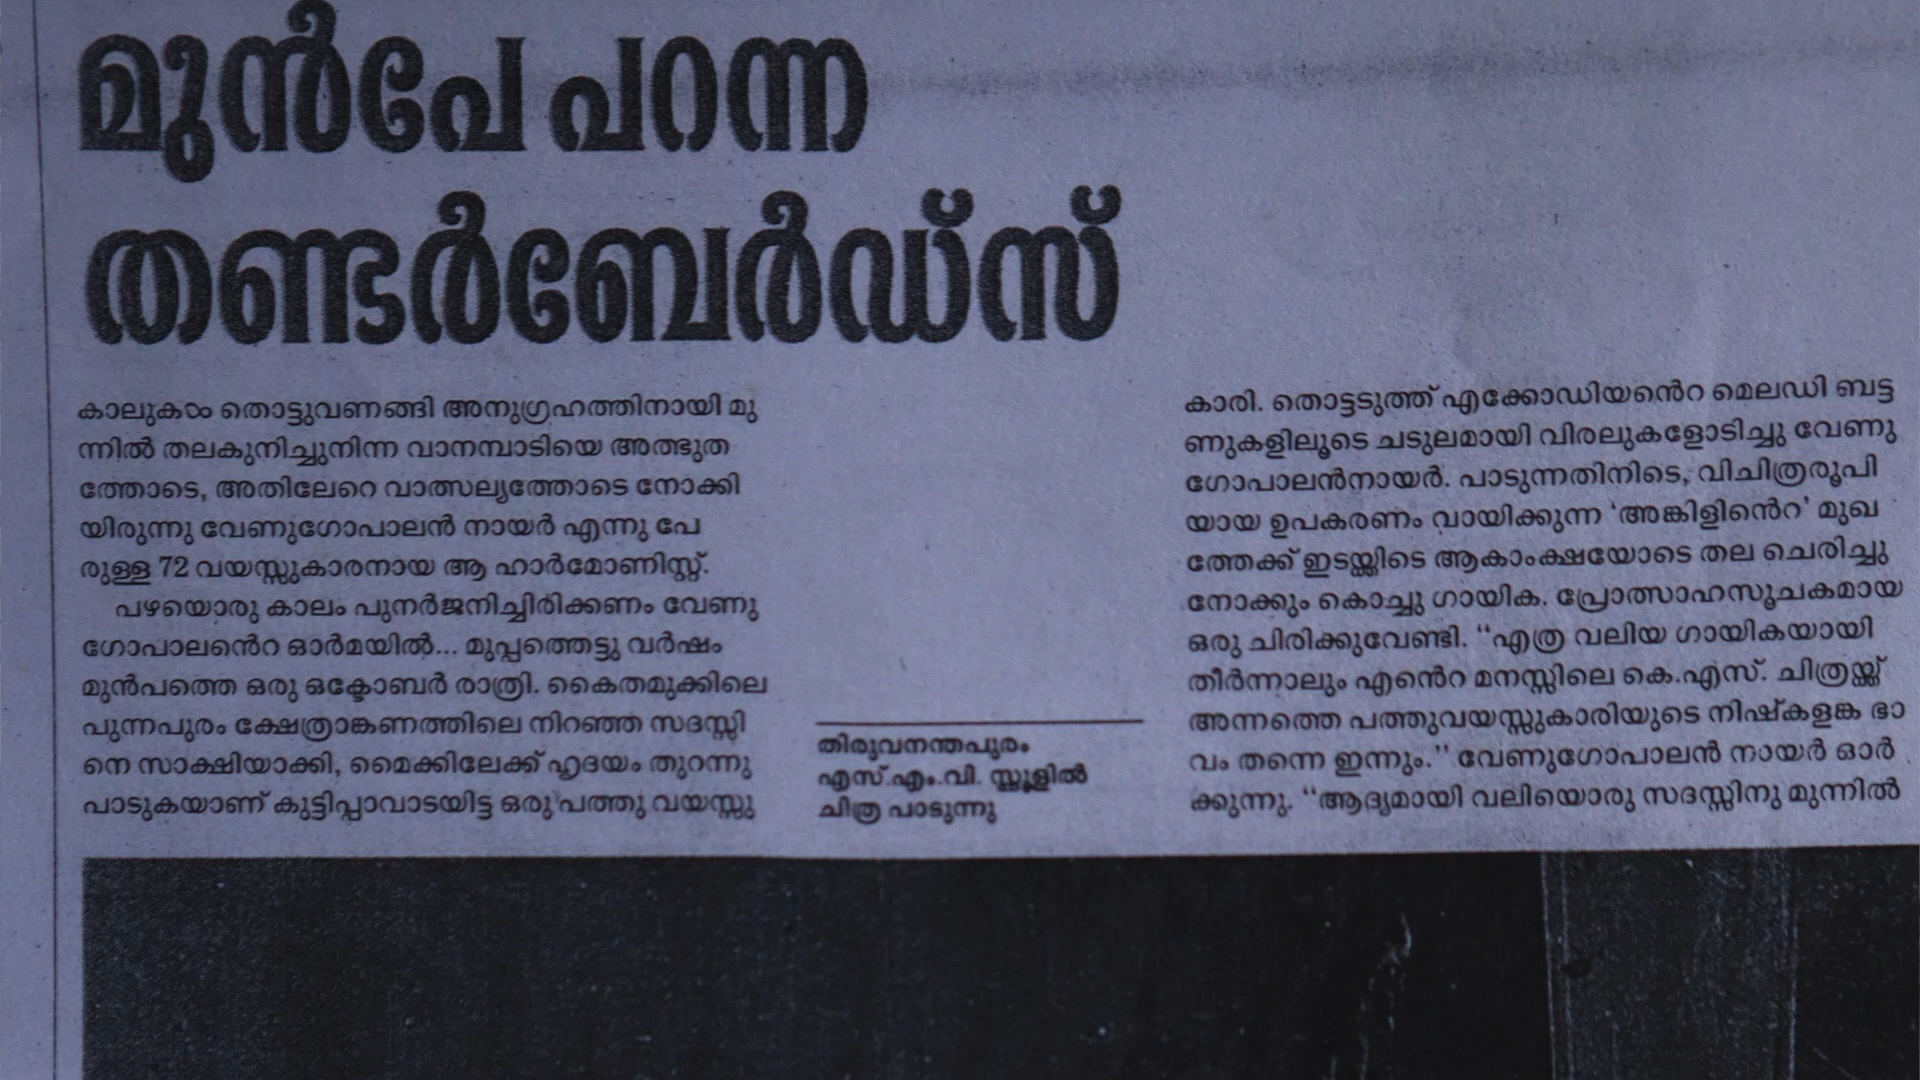 മുൻപേ പറന്ന
തണ്ടർബേർഡ്സ്
കാലുകൾ തൊട്ടുവണങ്ങി അനുഗ്രഹത്തിനായി മു
ന്നിൽ തലകുനിച്ചുനിന്ന വാനമ്പാടിയെ അത്ഭുത
ത്തോടെ, അതിലേറെ വാത്സല്യത്തോടെ നോക്കി
യിരുന്നു വേണുഗോപാലൻ നായർ എന്നു പേ
രുള്ള 72 വയസ്സുകാരനായ ആ ഹാർമോണിസ്റ്റ്.
പഴയൊരു കാലം പുനർജനിച്ചിരിക്കണം വേണു
ഗോപാലൻെറ ഓർമയിൽ... മുപ്പത്തെട്ടു വർഷം
മുൻപത്തെ ഒരു ഒക്ടോബർ രാത്രി. കൈതമുക്കിലെ
പുന്നപുരം ക്ഷേത്രാങ്കണത്തിലെ നിറഞ്ഞ സദസ്സി
നെ സാക്ഷിയാക്കി, മൈക്കിലേക്ക് ഹൃദയം തുറന്നു
പാടുകയാണ് കുട്ടിപ്പാവാടയിട്ട ഒരു പത്തു വയസ്സു
തിരുവനന്തപുരം
എസ്.എം.വി. സ്കൂളിൽ
ചിത്ര പാടുന്നു
കാരി. തൊട്ടടുത്ത് എക്കോഡിയൻെറ മെലഡി ബട്ട
ണുകളിലൂടെ ചടുലമായി വിരലുകളോടിച്ചു വേണു
ഗോപാലൻനായർ. പാടുന്നതിനിടെ, വിചിത്രരൂപി
യായ ഉപകരണം വായിക്കുന്ന ‘അങ്കിളിൻെറ’ മുഖ
ത്തേക്ക് ഇടയ്ക്കിടെ ആകാംക്ഷയോടെ തല ചെരിച്ചു
നോക്കും കൊച്ചു ഗായിക. പ്രോത്സാഹസൂചകമായ
ഒരു ചിരിക്കുവേണ്ടി. “എത്ര വലിയ ഗായികയായി
തീർന്നാലും എൻെറ മനസ്സിലെ കെ.എസ്. ചിത്രയ്ക്ക്
അന്നത്തെ പത്തുവയസ്സുകാരിയുടെ നിഷ്കളങ്ക ഭാ
വം തന്നെ ഇന്നും.” വേണുഗോപാലൻ നായർ ഓർ
ക്കുന്നു. “ആദ്യമായി വലിയൊരു സദസ്സിനു മുന്നിൽ